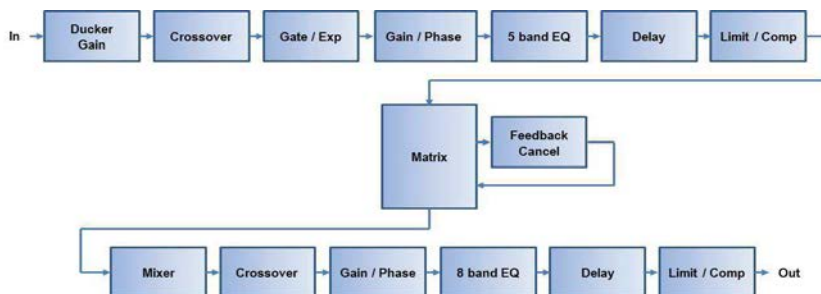 In
Ducker
Gain
Crossover
Gate / Exp
Gain / Phase
5 band EQ
Delay
Limit / Comp
Matrix
Feedback
Cancel
Mixer
Crossover
Gain / Phase
8 band EQ
Delay
Limit / Comp
Out